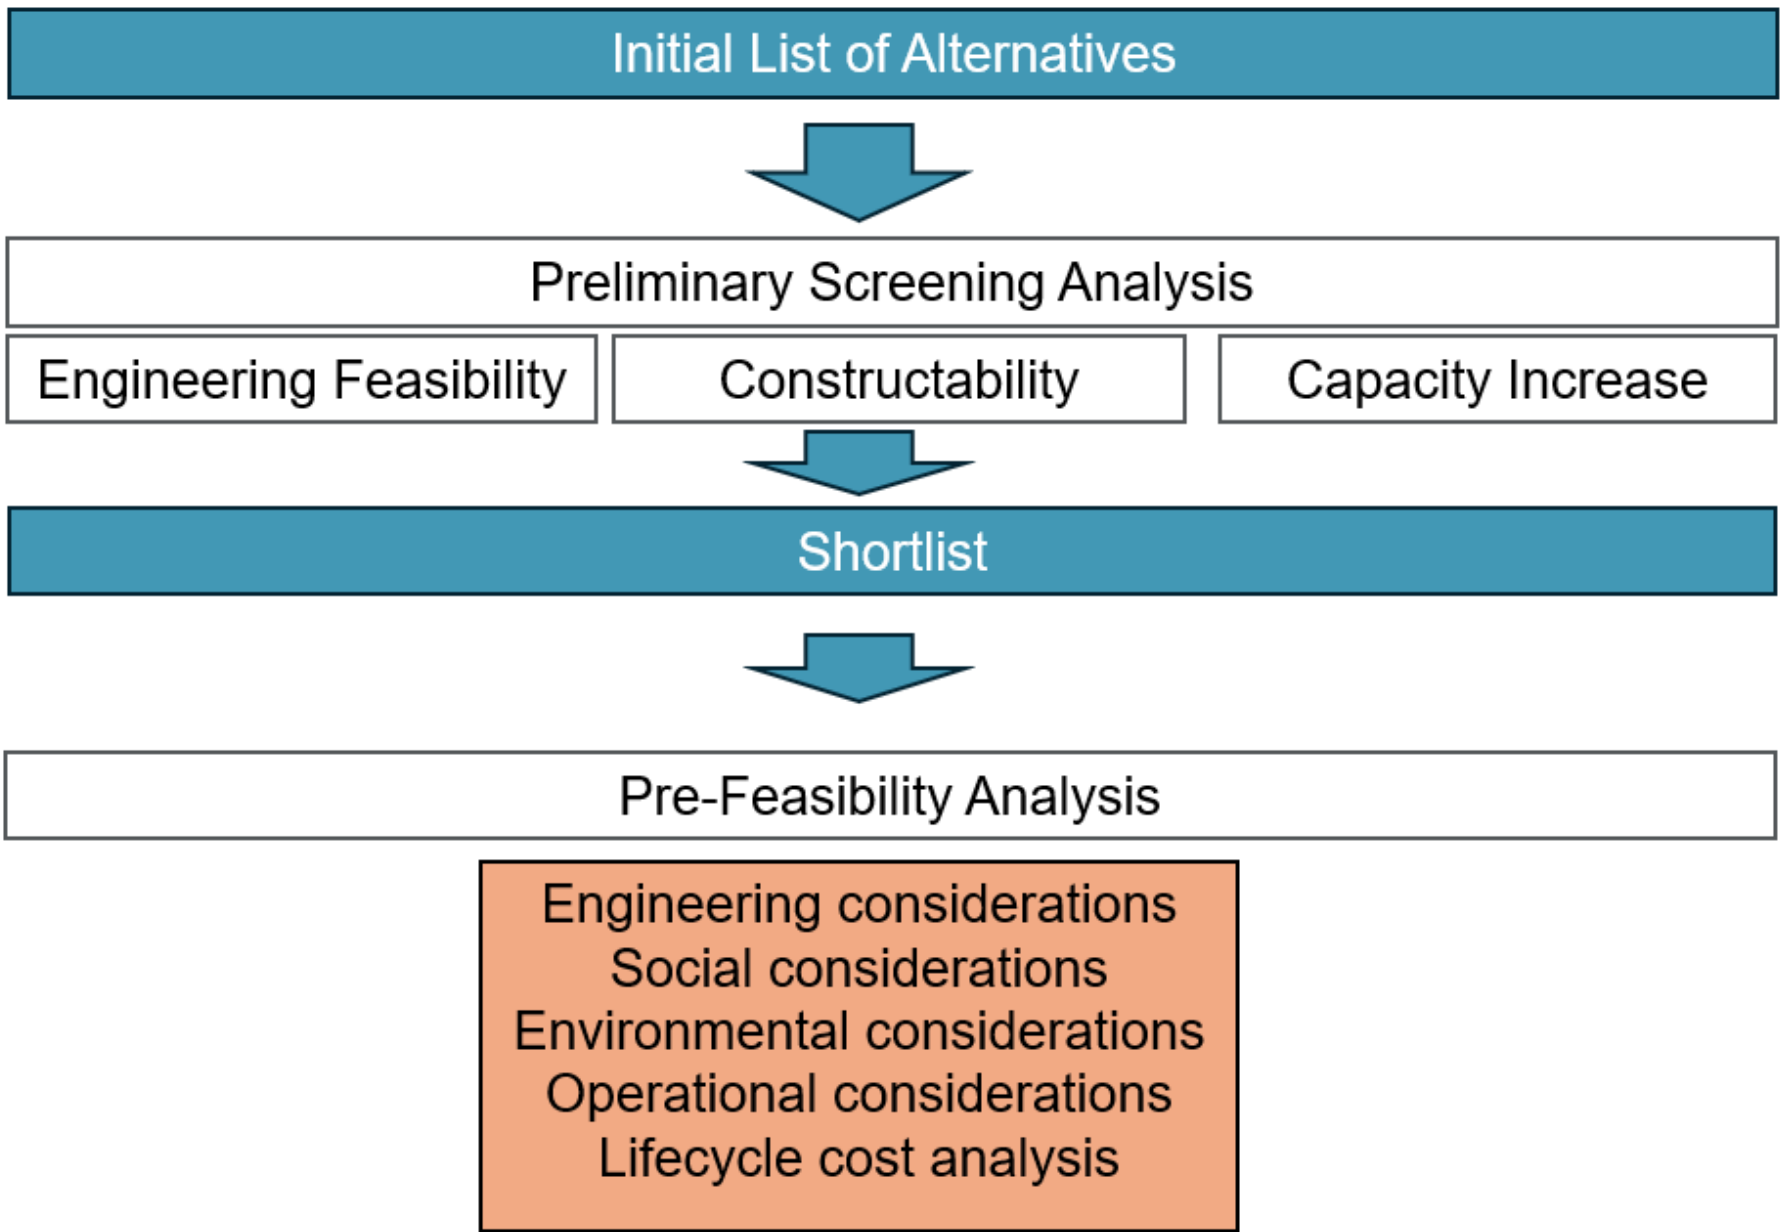 Initial List of Alternatives
Preliminary Screening Analysis
Engineering Feasibility
Constructability
Capacity Increase
Shortlist
Pre-Feasibility Analysis
Engineering considerations
Social considerations
Environmental considerations
Operational considerations
Lifecycle cost analysis